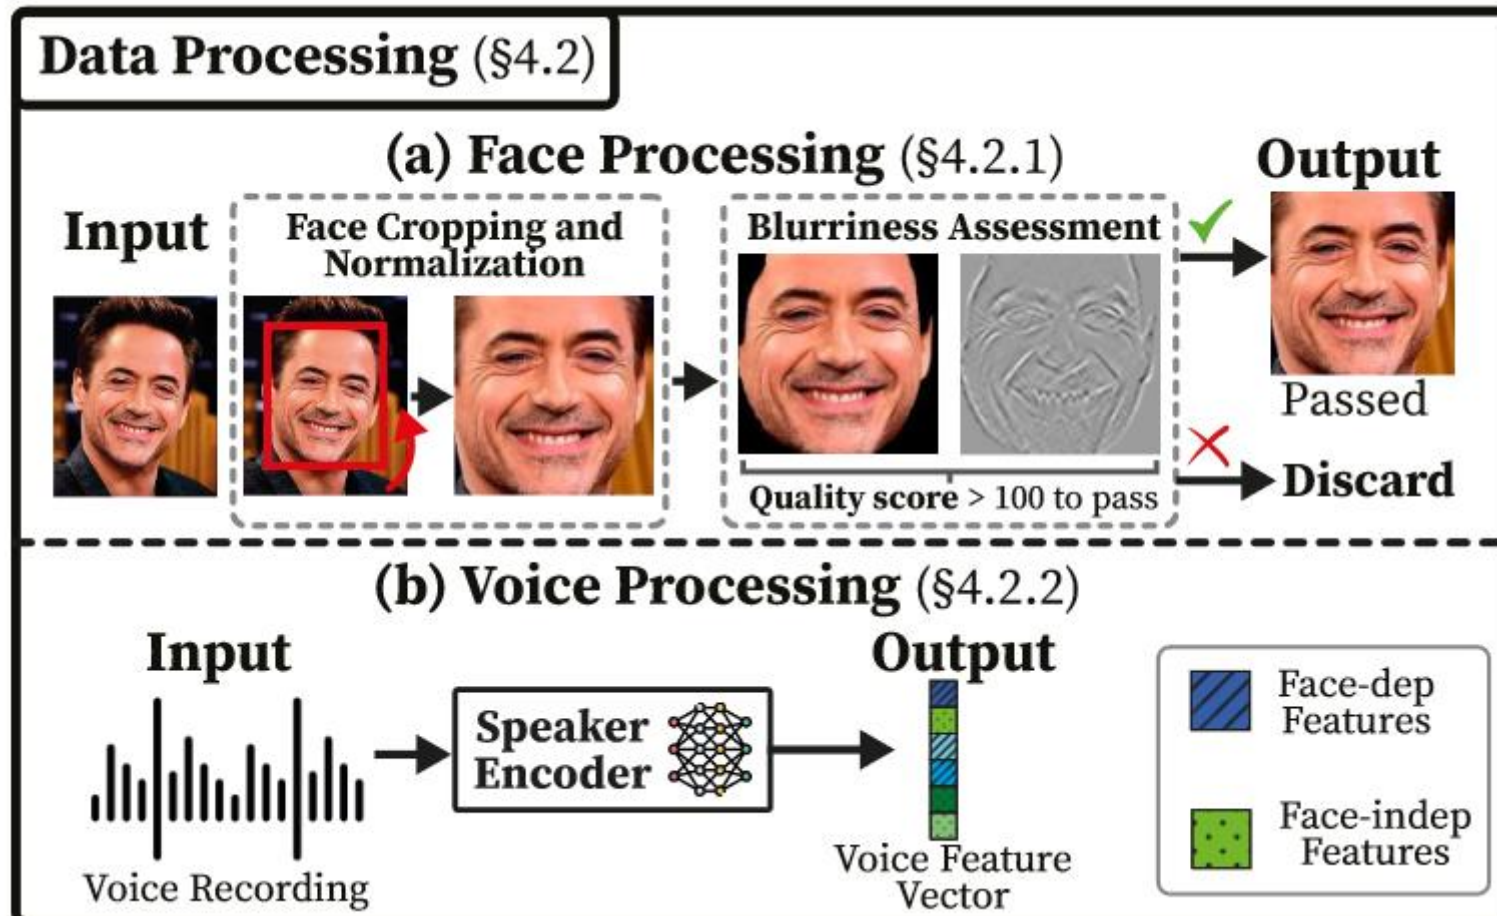 Data Processing (§4.2)
(a) Face Processing (§4.2.1)
Input
Face Cropping and
Normalization
Blurriness Assessment
Quality score > 100 to pass
Output
Passed
Discard
(b) Voice Processing (§4.2.2)
Input
Voice Recording
Speaker
Encoder
Output
Voice Feature
Vector
Face-dep
Features
Face-indep
Features